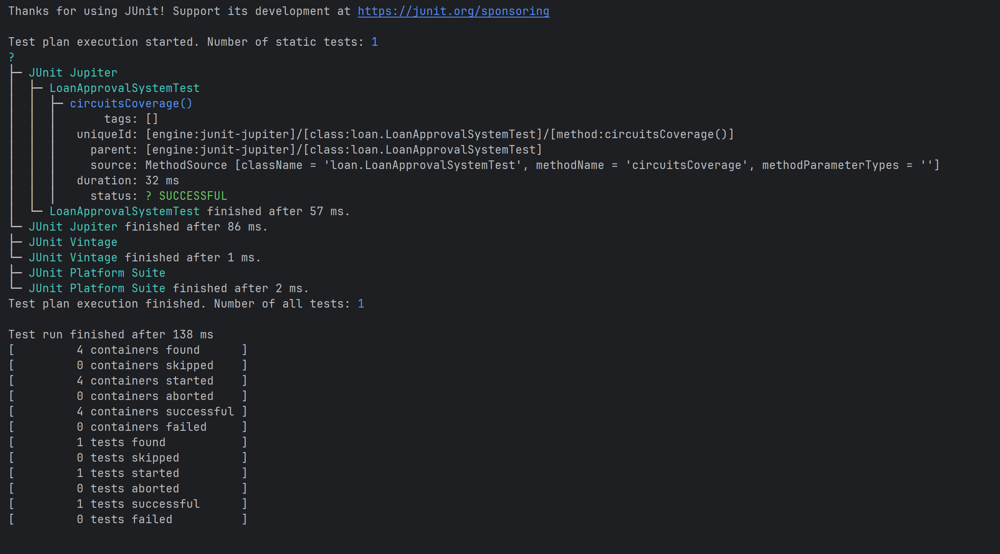 Thanks for using JUnit! Support its development at https://junit.org/sponsoring

Test plan execution started. Number of static tests: 1
?
├─ JUnit Jupiter
│  ├─ LoanApprovalSystemTest
│  │  ├─ circuitsCoverage()
│  │  │       tags: []
│  │  │   uniqueId: [engine:junit-jupiter]/[class:loan.LoanApprovalSystemTest]/[method:circuitsCoverage()]
│  │  │     parent: [engine:junit-jupiter]/[class:loan.LoanApprovalSystemTest]
│  │  │     source: MethodSource [className = 'loan.LoanApprovalSystemTest', methodName = 'circuitsCoverage', methodParameterTypes = '']
│  │  │   duration: 32 ms
│  │  │     status: ? SUCCESSFUL
│  └─ LoanApprovalSystemTest finished after 57 ms.
└─ JUnit Jupiter finished after 86 ms.
├─ JUnit Vintage
└─ JUnit Vintage finished after 1 ms.
├─ JUnit Platform Suite
└─ JUnit Platform Suite finished after 2 ms.
Test plan execution finished. Number of all tests: 1

Test run finished after 138 ms
[         4 containers found      ]
[         0 containers skipped    ]
[         4 containers started    ]
[         0 containers aborted    ]
[         4 containers successful ]
[         0 containers failed     ]
[         1 tests found           ]
[         0 tests skipped         ]
[         1 tests started         ]
[         0 tests aborted         ]
[         1 tests successful      ]
[         0 tests failed          ]